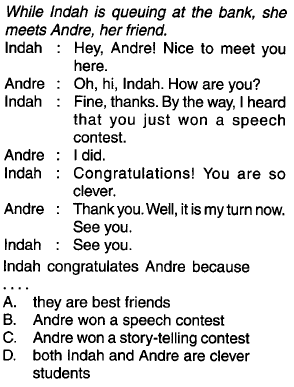 While Indah is queuing at the bank, she
meets Andre, her friend.
Indah : Hey, Andre! Nice to meet you
here.
Andre : Oh, hi, Indah. How are you?
Indah : Fine, thanks. By the way, I heard
that you just won a speech
contest.
Andre : I did.
Indah : Congratulations! You are so
clever.
Andre : Thank you. Well, it is my turn now.
See you.
Indah : See you.
Indah congratulates Andre because
....
A. they are best friends
B. Andre won a speech contest
C. Andre won a story-telling contest
D. both Indah and Andre are clever
students